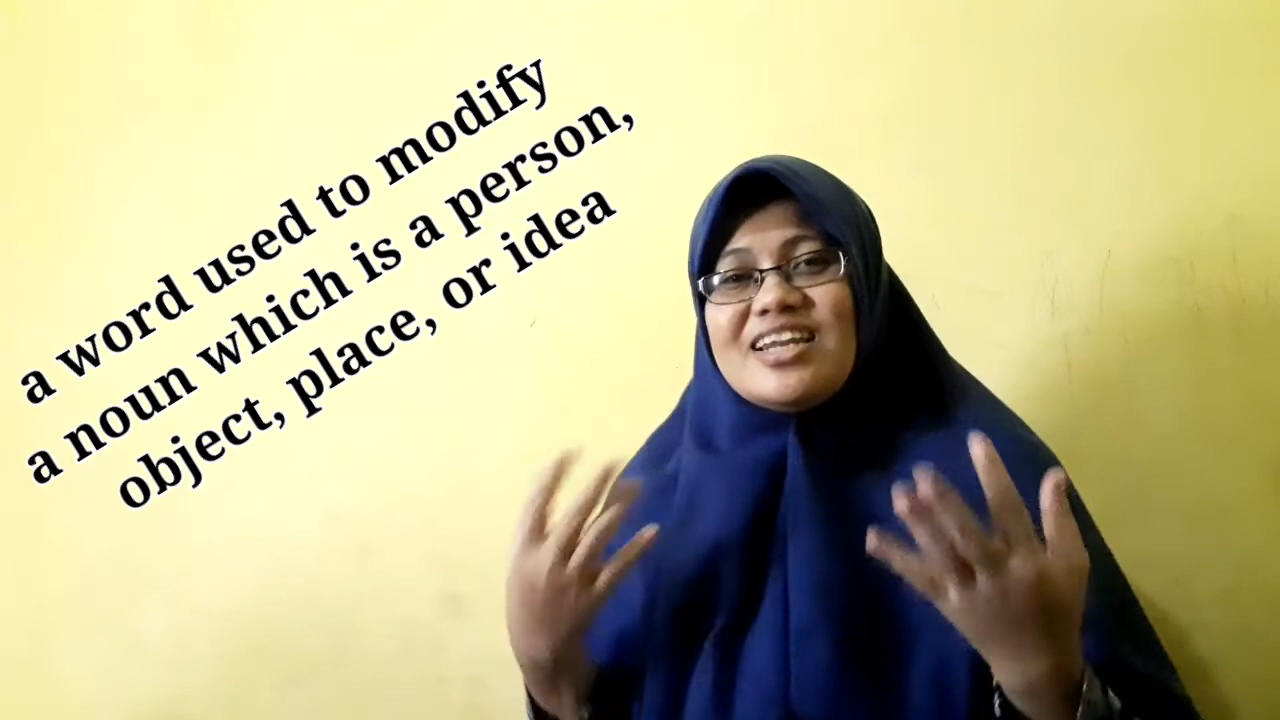 a word used to modify
a noun which is a person,
object, place, or idea